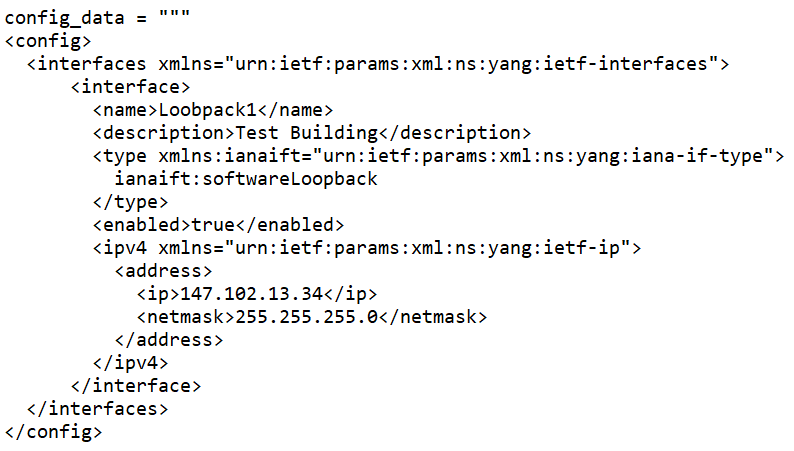 config_data = """
<config>
<interfaces xmlns="urn:ietf:params:xml:ns:yang:ietf-interfaces">
<interface>
<name>Loobpack1</name>
<description>Test Building</description>
<type xmlns:ianaift="urn:ietf:params:xml:ns:yang:iana-if-type">
ianaift:softwareLoopback
</type>
<enabled>true</enabled>
<ipv4 xmlns="urn:ietf:params:xml:ns:yang:ietf-ip">
<address>
<ip>147.102.13.34</ip>
<netmask>255.255.255.0</netmask>
</address>
</ipv4>
</interface>
</interfaces>
</config>